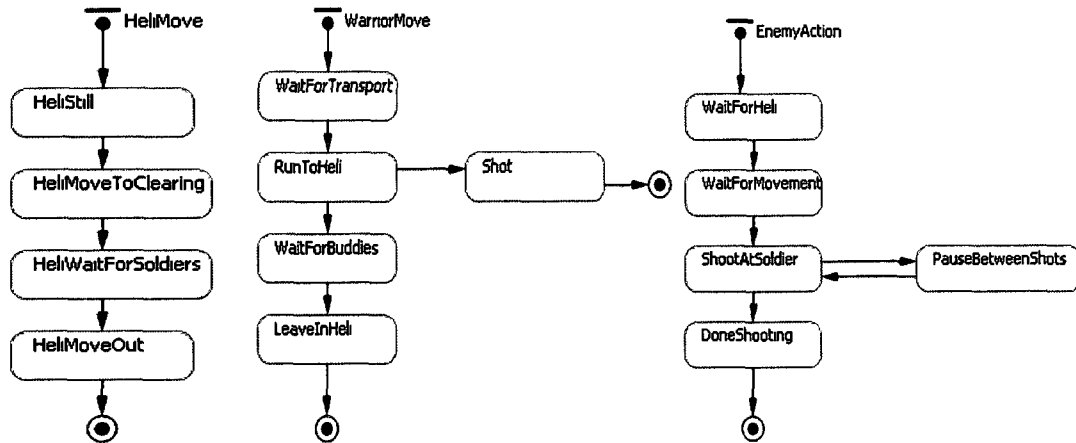 HeliMove
HeliStill
HeliMoveToClearing
HeliWaitForSoldiers
HeliMoveOut
WarriorMove
WaitForTransport
RunToHeli
Shot
WaitForBuddies
LeaveInHeli
EnemyAction
WaitForHeli
WaitForMovement
ShootAtSoldier
PauseBetweenShots
DoneShooting